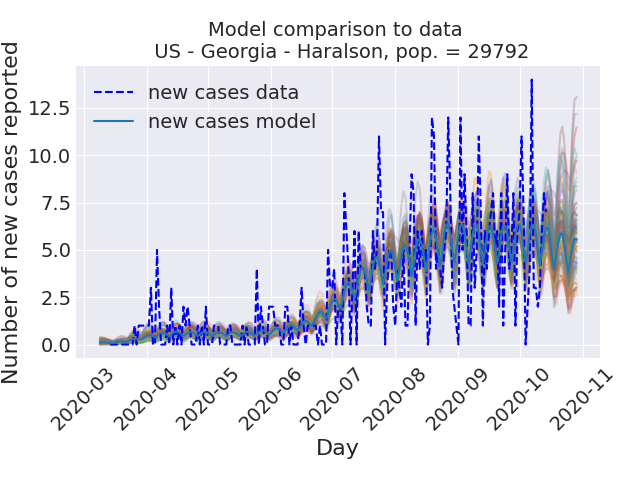 Model comparison to data
US - Georgia - Haralson, pop. = 29792
Number of new cases reported
12.5
10.0
7.5
5.0
2.5
0.0
new cases data
new cases model
2020-03
2020-04
2020-05
2020-06
2020-07
2020-08
2020-09
2020-10
2020-11
Day